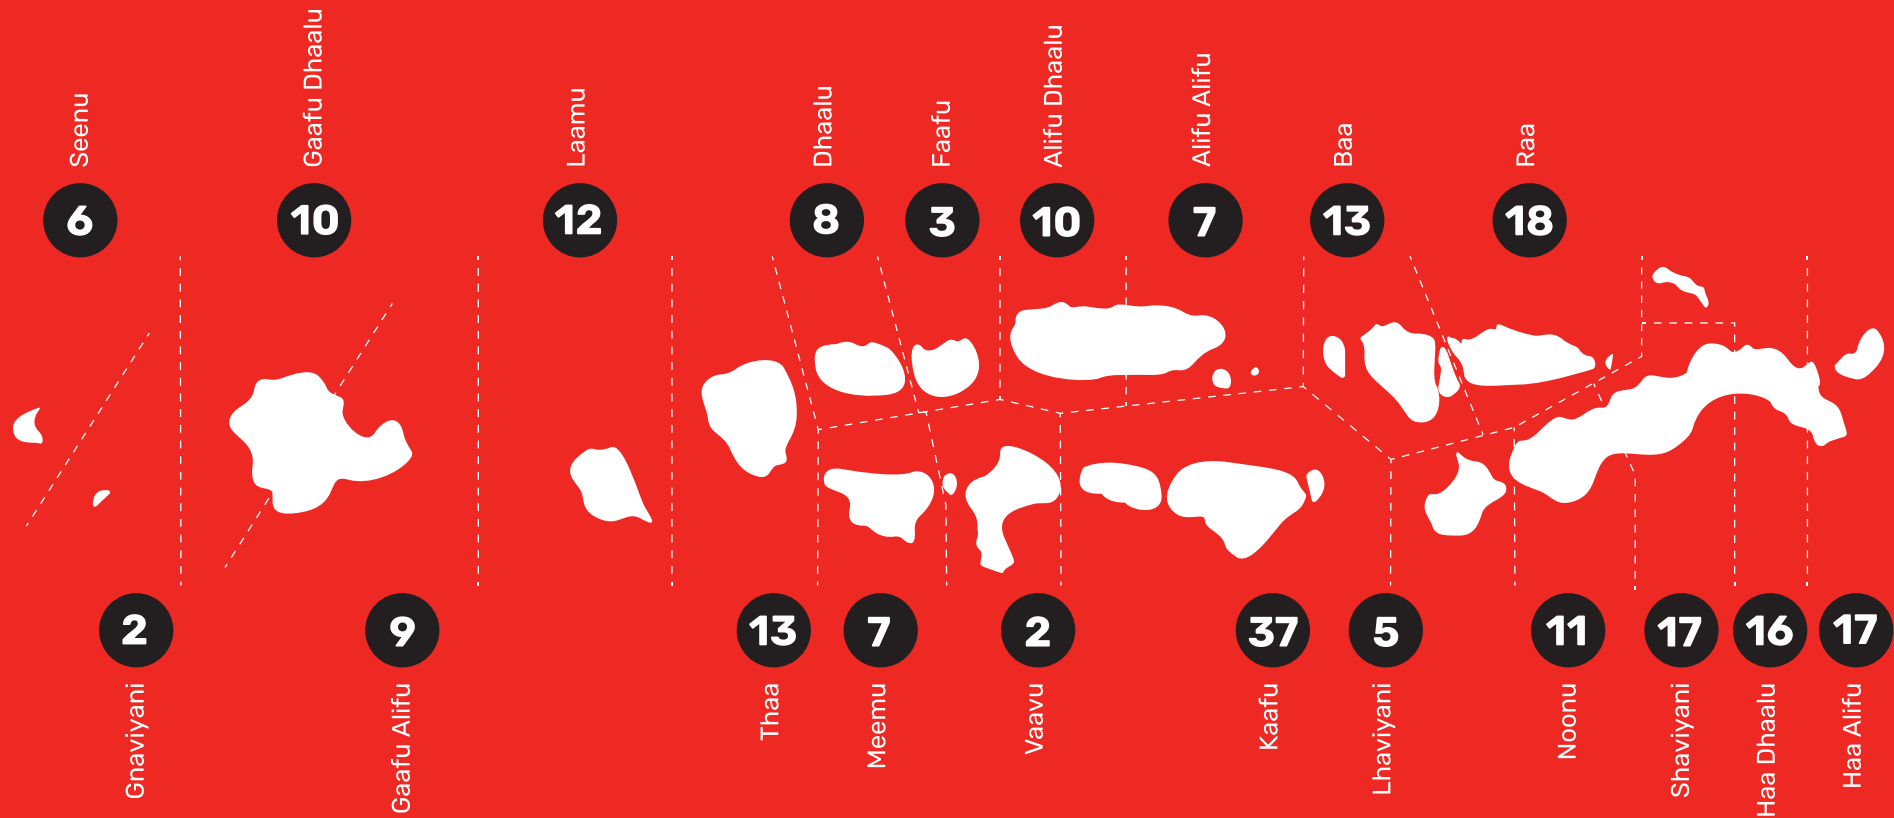 Seenu
6
Gaafu Dhaalu
10
Laamu
12
Dhaalu
8
Faafu
3
Alifu Dhaalu
10
Alifu Alifu
7
Baa
13
Raa
18
2
Gnaviyani
9
Gaafu Alifu
13
Thaa
7
Meemu
2
Vaavu
37
Kaafu
5
Lhaviyani
11
Noonu
17
Shaviyani
16
Haa Dhaalu
17
Haa Alifu